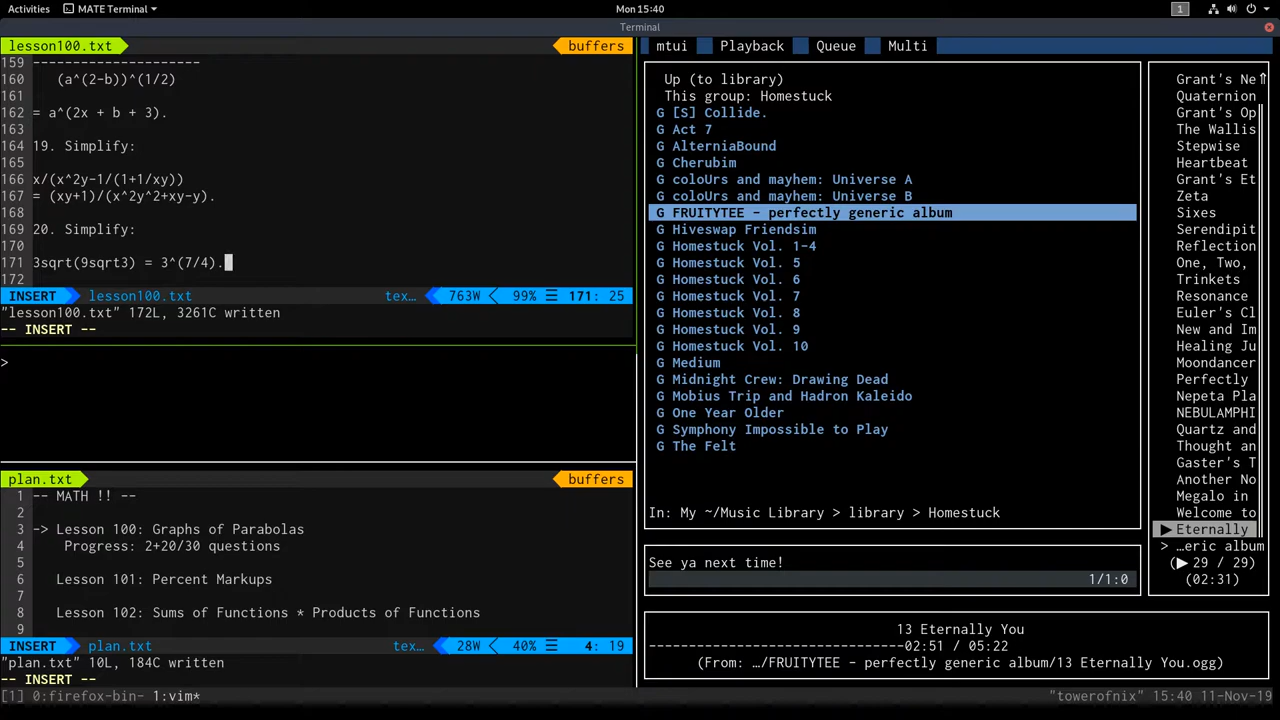 Activities MATE Terminal Mon 15:40 1
Terminal
lesson100.txt buffers
159 ---------------------
160 (a^(2-b))^(1/2)
161
162 = a^(2x + b + 3).
163
164 19. Simplify:
165
166 x/(x^2y-1/(1+1/xy))
167 = (xy+1)/(x^2y^2+xy-y).
168
169 20. Simplify:
170
171 3sqrt(9sqrt3) = 3^(7/4).
172
INSERT lesson100.txt tex… 763W 99% ☰ 171: 25
"lesson100.txt" 172L, 3261C written
-- INSERT --
>
plan.txt buffers
1 -- MATH !! --
2
3 -> Lesson 100: Graphs of Parabolas
4 Progress: 2+20/30 questions
5
6 Lesson 101: Percent Markups
7
8 Lesson 102: Sums of Functions * Products of Functions
9
INSERT plan.txt tex… 28W 40% ☰ 4: 19
"plan.txt" 10L, 184C written
-- INSERT --
mtui Playback Queue Multi
Up (to library)
This group: Homestuck
G [S] Collide.
G Act 7
G AlterniaBound
G Cherubim
G coloUrs and mayhem: Universe A
G coloUrs and mayhem: Universe B
G FRUITYTEE - perfectly generic album
G Hiveswap Friendsim
G Homestuck Vol. 1-4
G Homestuck Vol. 5
G Homestuck Vol. 6
G Homestuck Vol. 7
G Homestuck Vol. 8
G Homestuck Vol. 9
G Homestuck Vol. 10
G Medium
G Midnight Crew: Drawing Dead
G Mobius Trip and Hadron Kaleido
G One Year Older
G Symphony Impossible to Play
G The Felt
In: My ~/Music Library > library > Homestuck
See ya next time!
1/1:0
Grant's Ne⇑
Quaternion
Grant's Op
The Wallis
Stepwise
Heartbeat
Grant's Et
Zeta
Sixes
Serendipit
Reflection
One, Two,
Trinkets
Resonance
Euler's Cl
New and Im
Healing Ju
Moondancer
Perfectly
Nepeta Pla
NEBULAMPHI
Quartz and
Thought an
Gaster's T
Another No
Megalo in
Welcome to
▶ Eternally
> …eric album
(▶ 29 / 29)
(02:31)
13 Eternally You
--------------------------------02:51 / 05:22
(From: …/FRUITYTEE - perfectly generic album/13 Eternally You.ogg)
[1] 0:firefox-bin- 1:vim* "towerofnix" 15:40 11-Nov-19